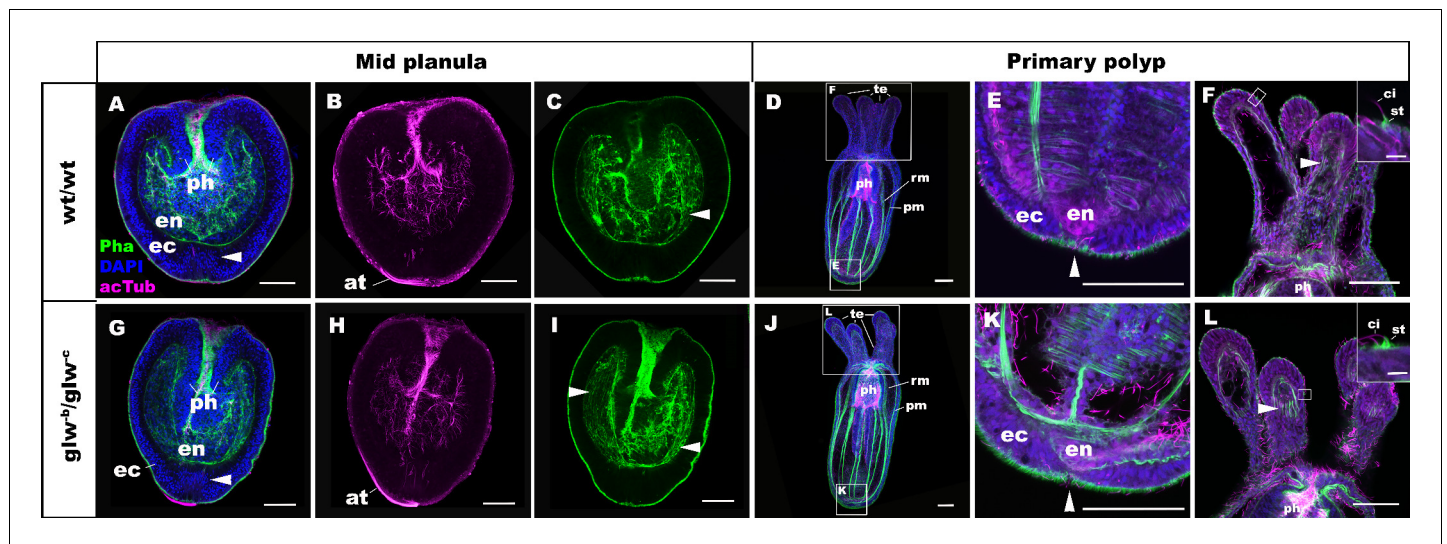 Mid planula
Primary polyp
wt/wt
A
ph
en
ec
Pha
DAPI
acTub
B
at
C
D
F
te
ph
rm
pm
E
E
ec
en
F
ci
st
ph
glw⁻ᵇ/glw⁻ᶜ
G
ph
en
ec
H
at
I
J
L
te
ph
rm
pm
K
K
ec
en
L
ci
st
ph